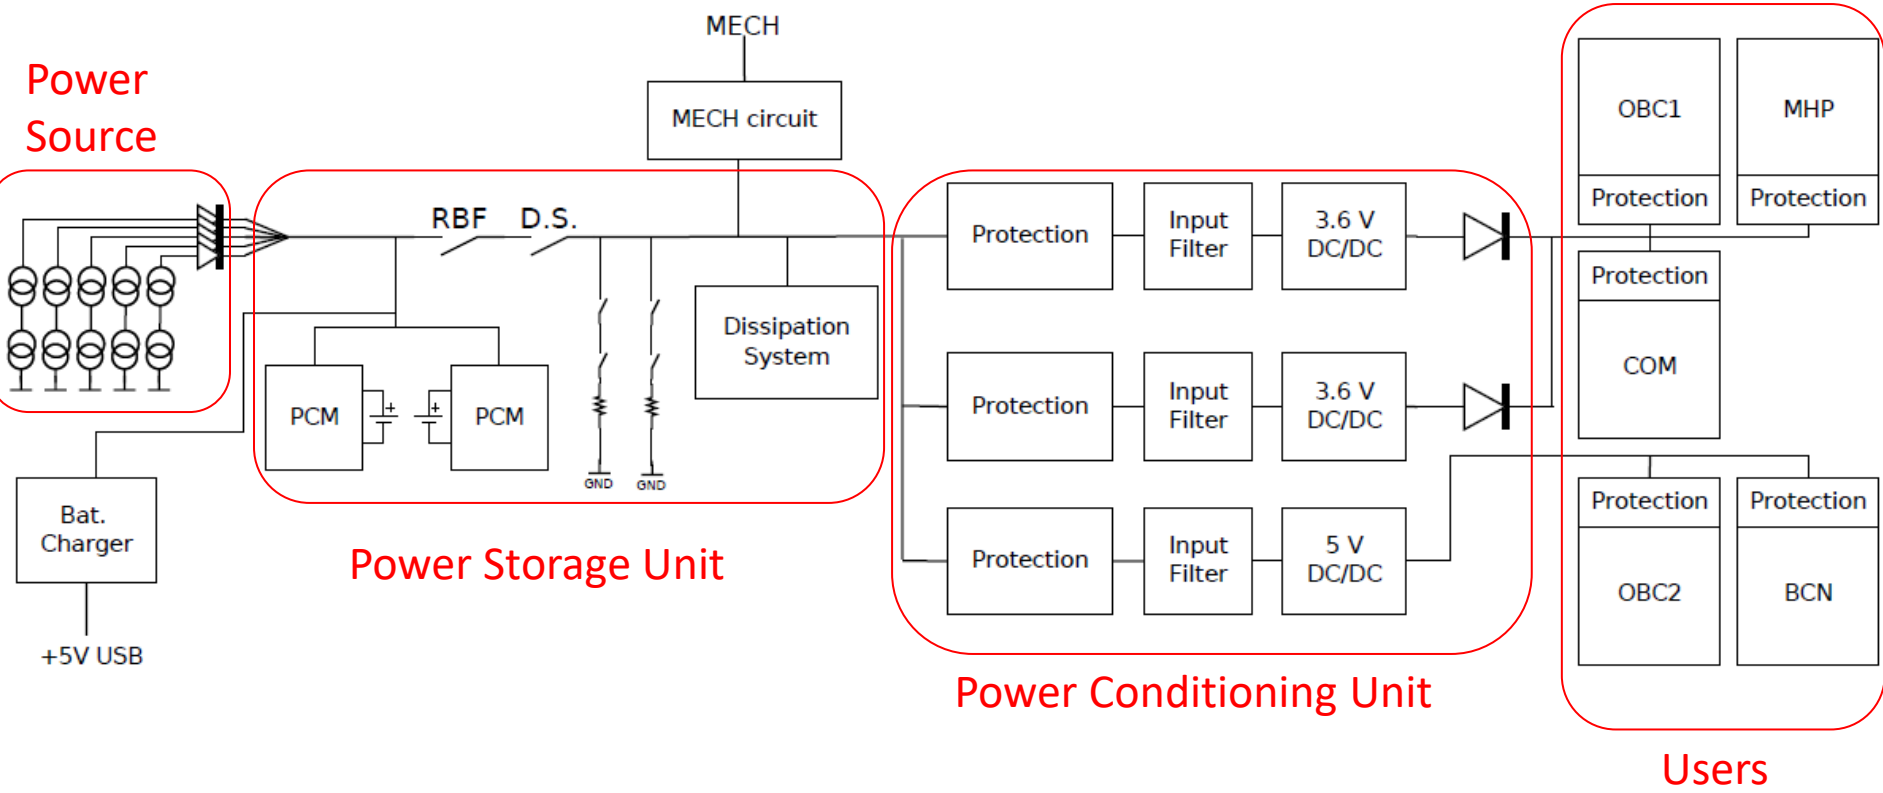 MECH
Power
Source
MECH circuit
RBF
D.S.
PCM
+
+
PCM
GND
GND
Dissipation
System
Bat.
Charger
+5V USB
Power Storage Unit
Protection
Input
Filter
3.6 V
DC/DC
Protection
Input
Filter
3.6 V
DC/DC
Protection
Input
Filter
5 V
DC/DC
Power Conditioning Unit
OBC1
Protection
MHP
Protection
Protection
COM
Protection
OBC2
Protection
BCN
Users